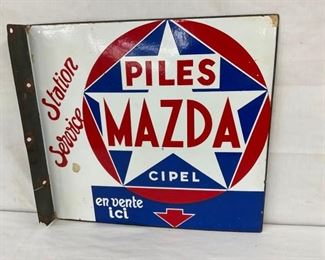 Station
Service
PILES
MAZDA
CIPEL
en vente
ici